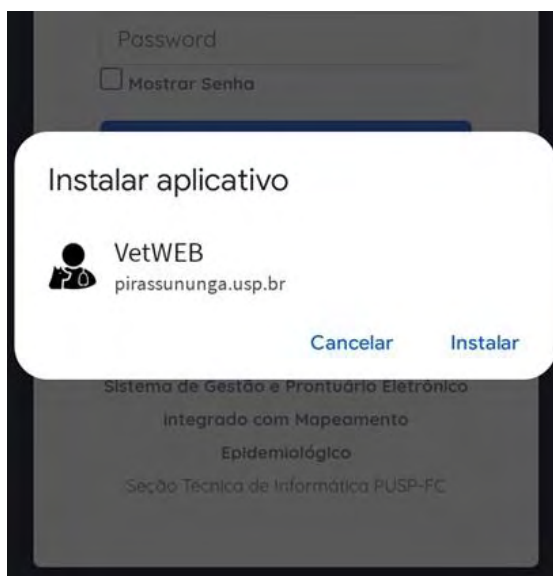 Password
Mostrar Senha
Instalar aplicativo
VetWEB
pirassununga.usp.br
Cancelar Instalar
Sistema de Gestão e Prontuário Eletrônico
integrado com Mapeamento
Epidemiológico
Seção Técnica de Informática PUSP-FC